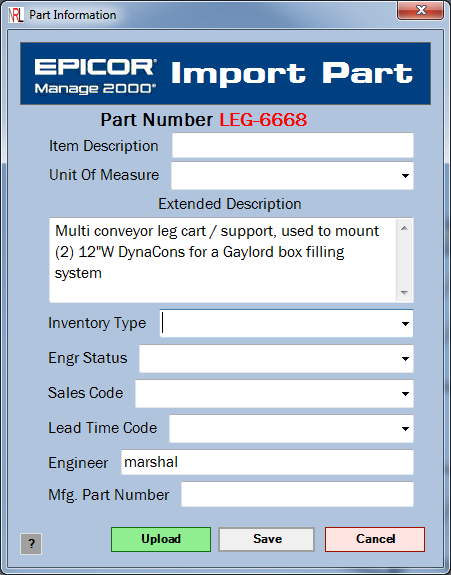 NRL Part Information
EPICOR® Import Part
Manage 2000®
Part Number LEG-6668
Item Description
Unit Of Measure
Extended Description
Multi conveyor leg cart / support, used to mount
(2) 12"W DynaCons for a Gaylord box filling
system
Inventory Type
Engr Status
Sales Code
Lead Time Code
Engineer marshal
Mfg. Part Number
? Upload Save Cancel